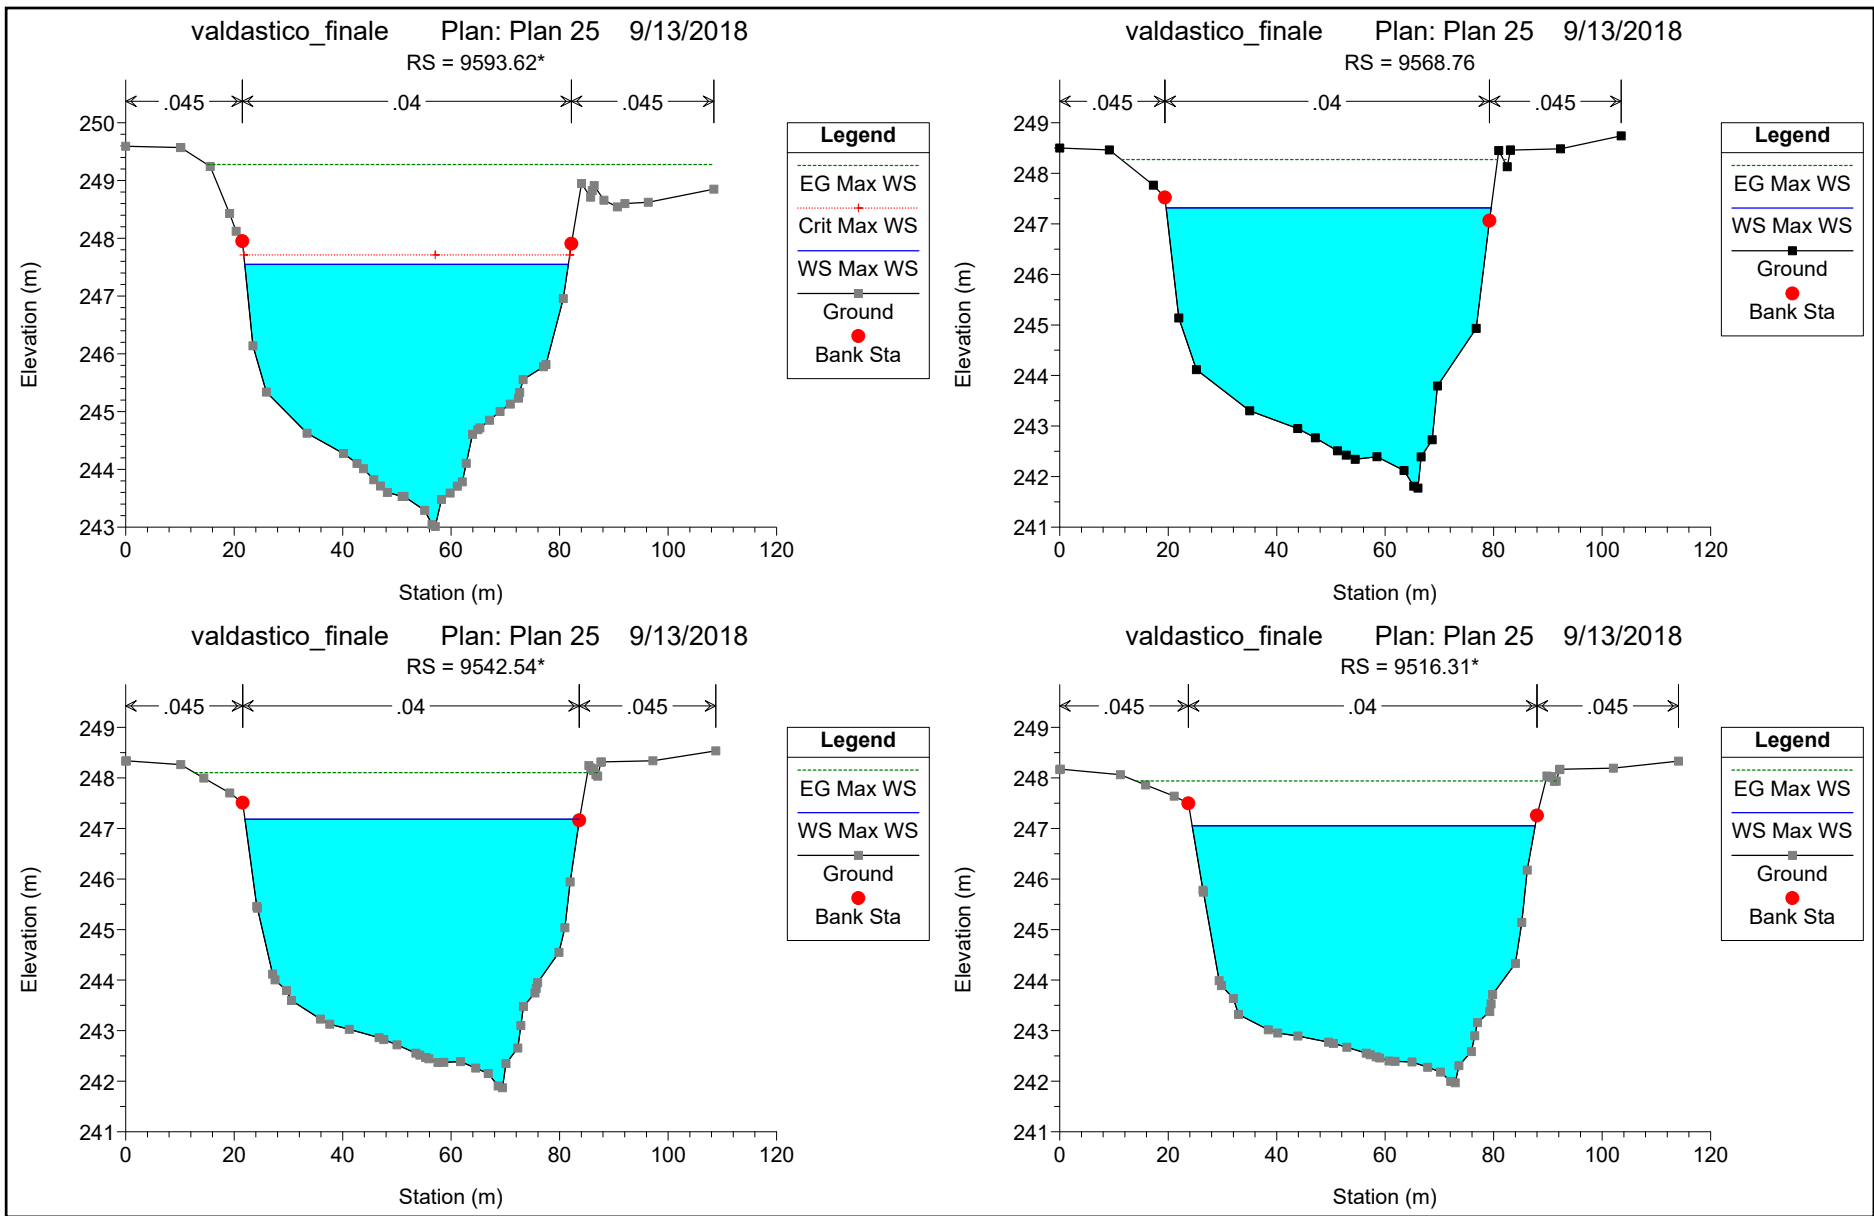 valdastico_finale Plan: Plan 25 9/13/2018
RS = 9593.62*
.045 .04 .045
250
249
248
247
246
245
244
243
0 20 40 60 80 100 120
Elevation (m)
Station (m)
Legend
EG Max WS
Crit Max WS
WS Max WS
Ground
Bank Sta
valdastico_finale Plan: Plan 25 9/13/2018
RS = 9568.76
.045 .04 .045
249
248
247
246
245
244
243
242
241
0 20 40 60 80 100 120
Elevation (m)
Station (m)
Legend
EG Max WS
WS Max WS
Ground
Bank Sta
valdastico_finale Plan: Plan 25 9/13/2018
RS = 9542.54*
.045 .04 .045
249
248
247
246
245
244
243
242
241
0 20 40 60 80 100 120
Elevation (m)
Station (m)
Legend
EG Max WS
WS Max WS
Ground
Bank Sta
valdastico_finale Plan: Plan 25 9/13/2018
RS = 9516.31*
.045 .04 .045
249
248
247
246
245
244
243
242
241
0 20 40 60 80 100 120
Elevation (m)
Station (m)
Legend
EG Max WS
WS Max WS
Ground
Bank Sta